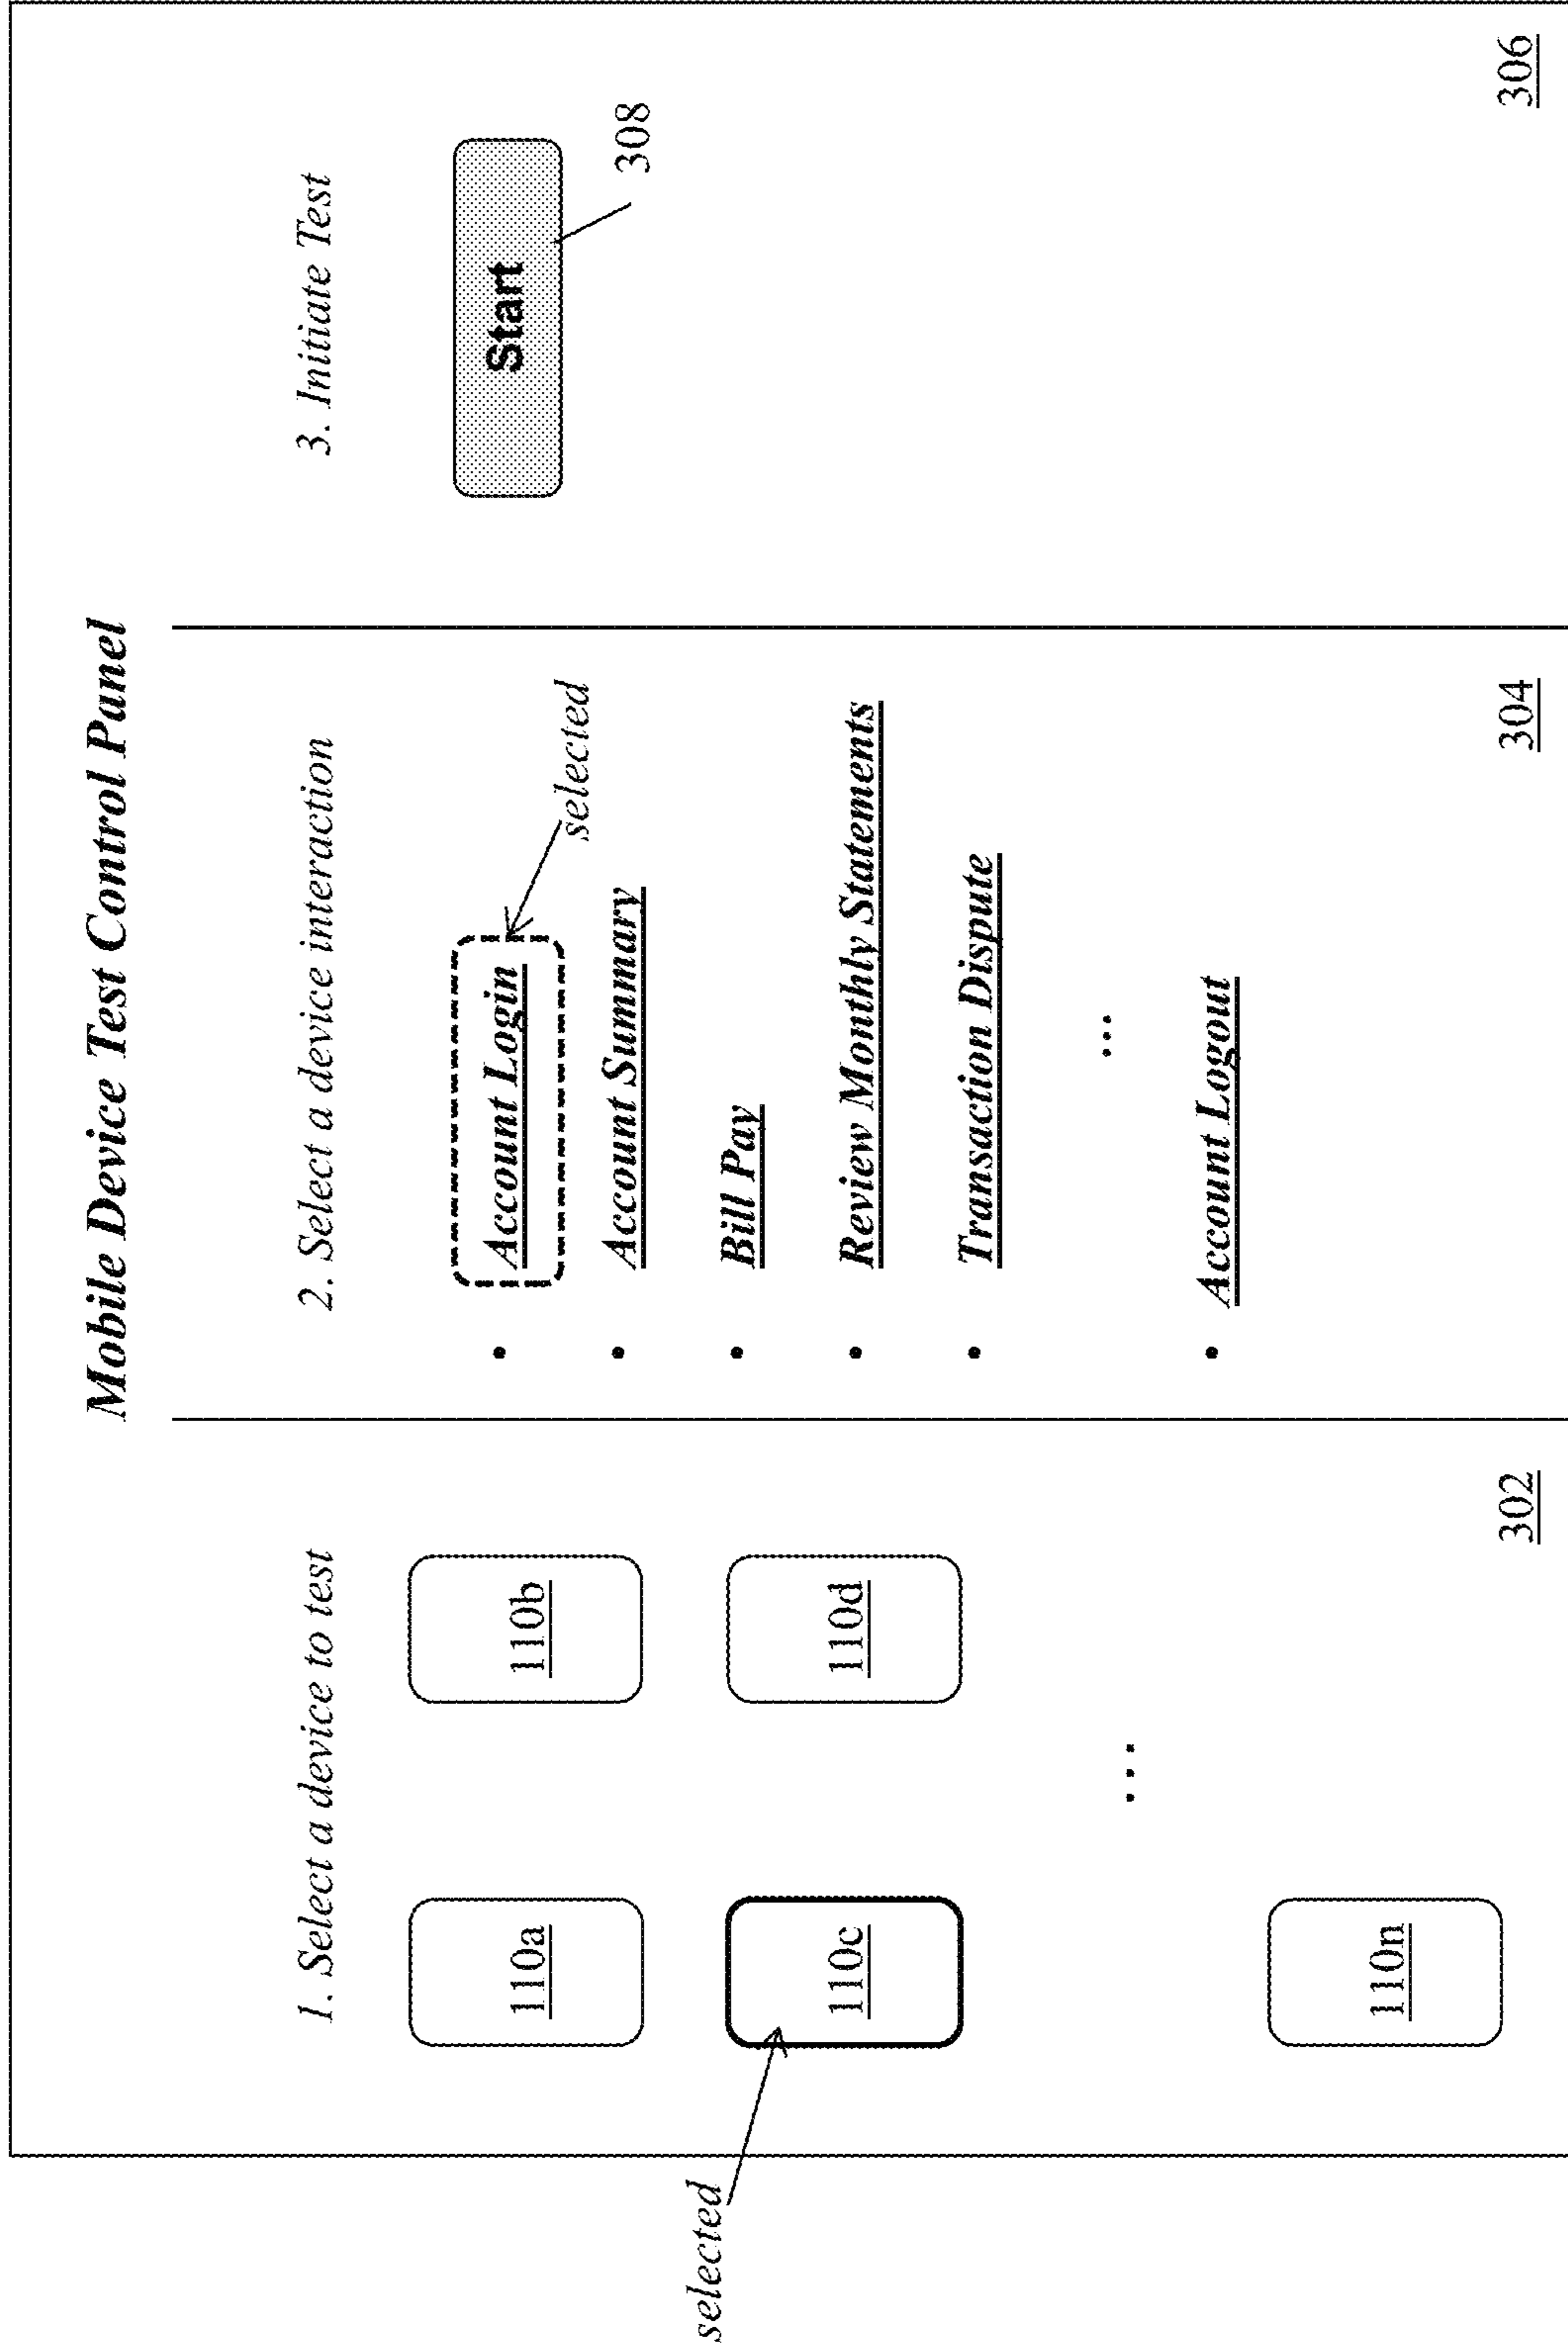 Mobile Device Test Control Panel
1. Select a device to test
110a
110b
selected
110c
110d
...
110n
302
2. Select a device interaction
• Account Login
selected
• Account Summary
• Bill Pay
• Review Monthly Statements
• Transaction Dispute
...
• Account Logout
304
3. Initiate Test
Start
308
306